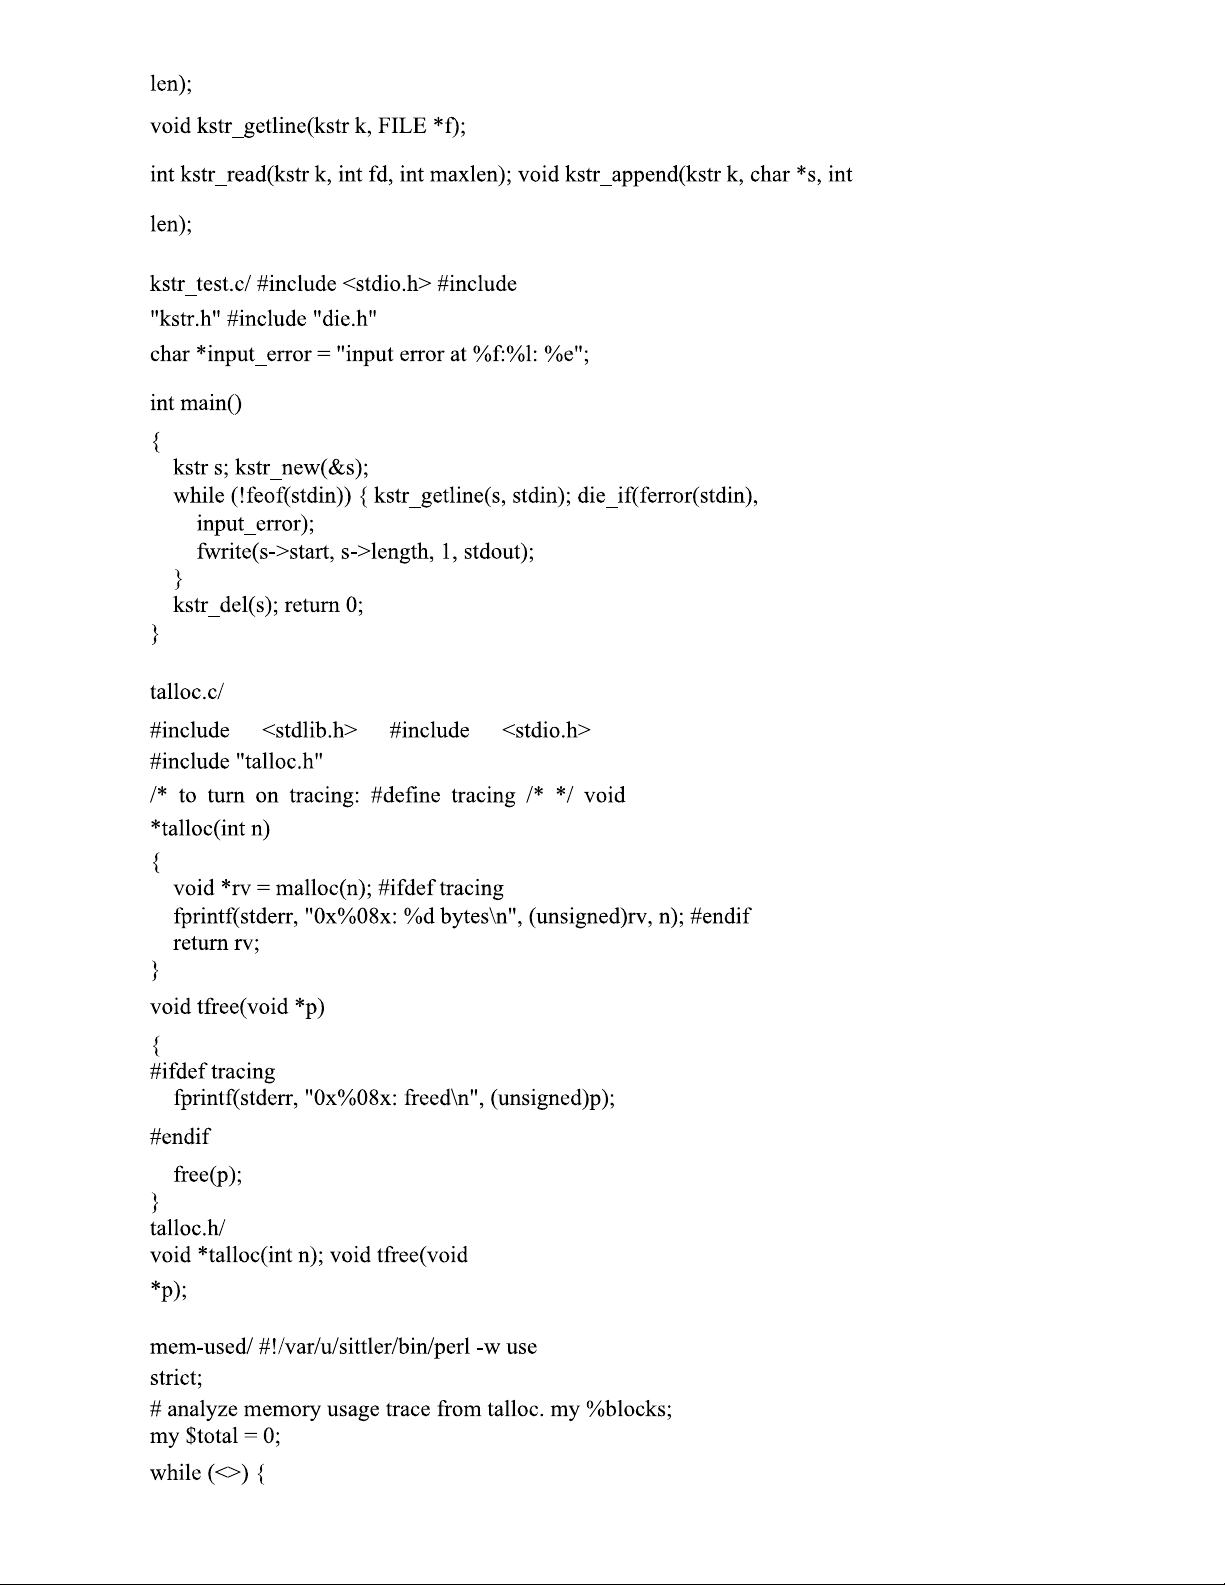 len);
void kstr_getline(kstr k, FILE *f);
int kstr_read(kstr k, int fd, int maxlen); void kstr_append(kstr k, char *s, int
len);
kstr_test.c/ #include <stdio.h> #include
"kstr.h" #include "die.h"
char *input_error = "input error at %f:%l: %e";
int main()
{
kstr s; kstr_new(&s);
while (!feof(stdin)) { kstr_getline(s, stdin); die_if(ferror(stdin),
input_error);
fwrite(s->start, s->length, 1, stdout);
}
kstr_del(s); return 0;
}
talloc.c/
#include <stdlib.h> #include <stdio.h>
#include "talloc.h"
/* to turn on tracing: #define tracing /* */ void
*talloc(int n)
{
void *rv = malloc(n); #ifdef tracing
fprintf(stderr, "0x%08x: %d bytes\n", (unsigned)rv, n); #endif
return rv;
}
void tfree(void *p)
{
#ifdef tracing
fprintf(stderr, "0x%08x: freed\n", (unsigned)p);
#endif
free(p);
}
talloc.h/
void *talloc(int n); void tfree(void
*p);
mem-used/ #!/var/u/sittler/bin/perl -w use
strict;
# analyze memory usage trace from talloc. my %blocks;
my $total = 0;
while (<>) {